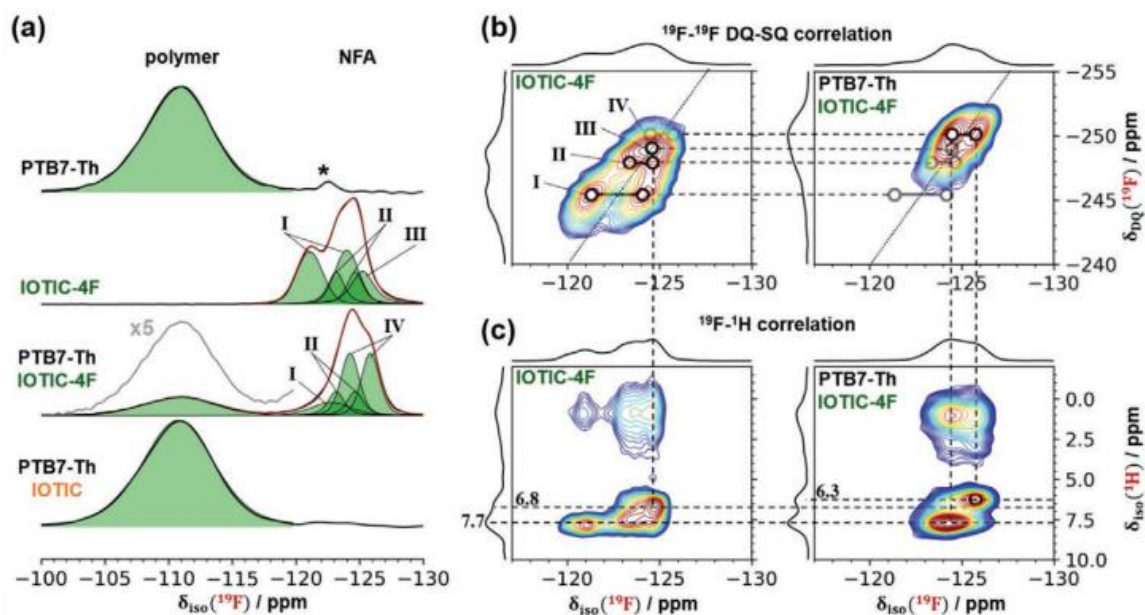 (a)
polymer
NFA
PTB7-Th
*
I
II
III
IOTIC-4F
x5
PTB7-Th
IOTIC-4F
I
II
IV
PTB7-Th
IOTIC
−100 −105 −110 −115 −120 −125 −130
δiso(¹⁹F) / ppm
(b)
¹⁹F-¹⁹F DQ-SQ correlation
IOTIC-4F
IV
III
II
I
−120 −125 −130
PTB7-Th
IOTIC-4F
−120 −125 −130
−255
−250
−245
−240
δDQ(¹⁹F) / ppm
(c)
¹⁹F-¹H correlation
IOTIC-4F
6.8
7.7
−120 −125 −130
δiso(¹⁹F) / ppm
PTB7-Th
IOTIC-4F
6.3
−120 −125 −130
δiso(¹⁹F) / ppm
0.0
2.5
5.0
7.5
10.0
δiso(¹H) / ppm